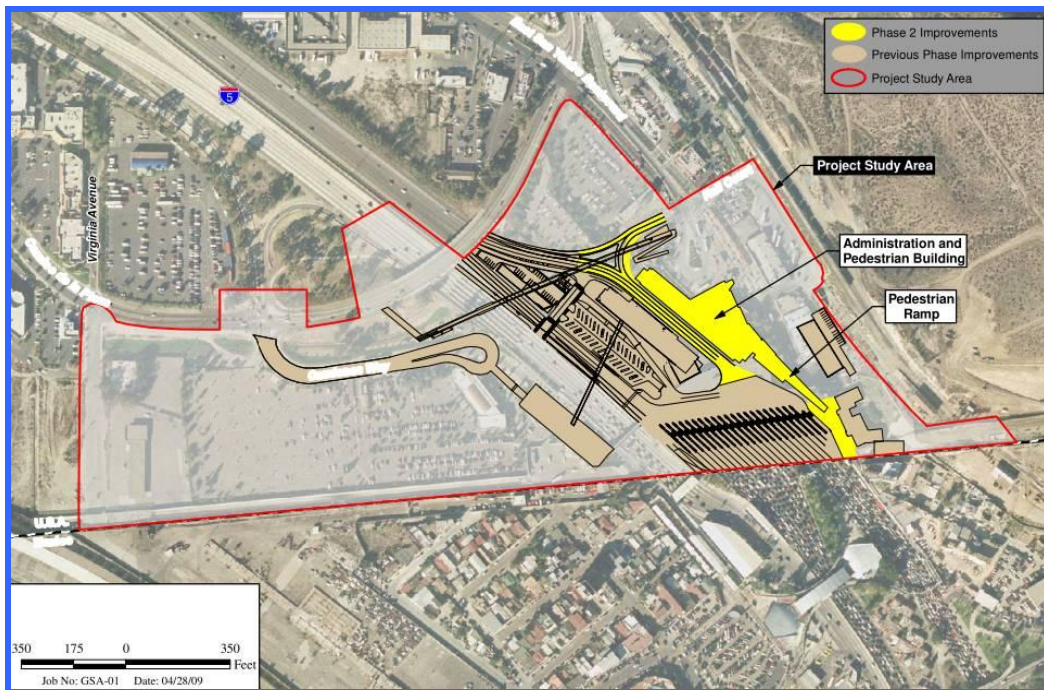 Phase 2 Improvements
Previous Phase Improvements
Project Study Area
5
Project Study Area
Virginia Avenue
Administration and
Pedestrian Building
Pedestrian
Ramp
U.S.A.
350 175 0 350
Feet
Job No: GSA-01 Date: 04/28/09